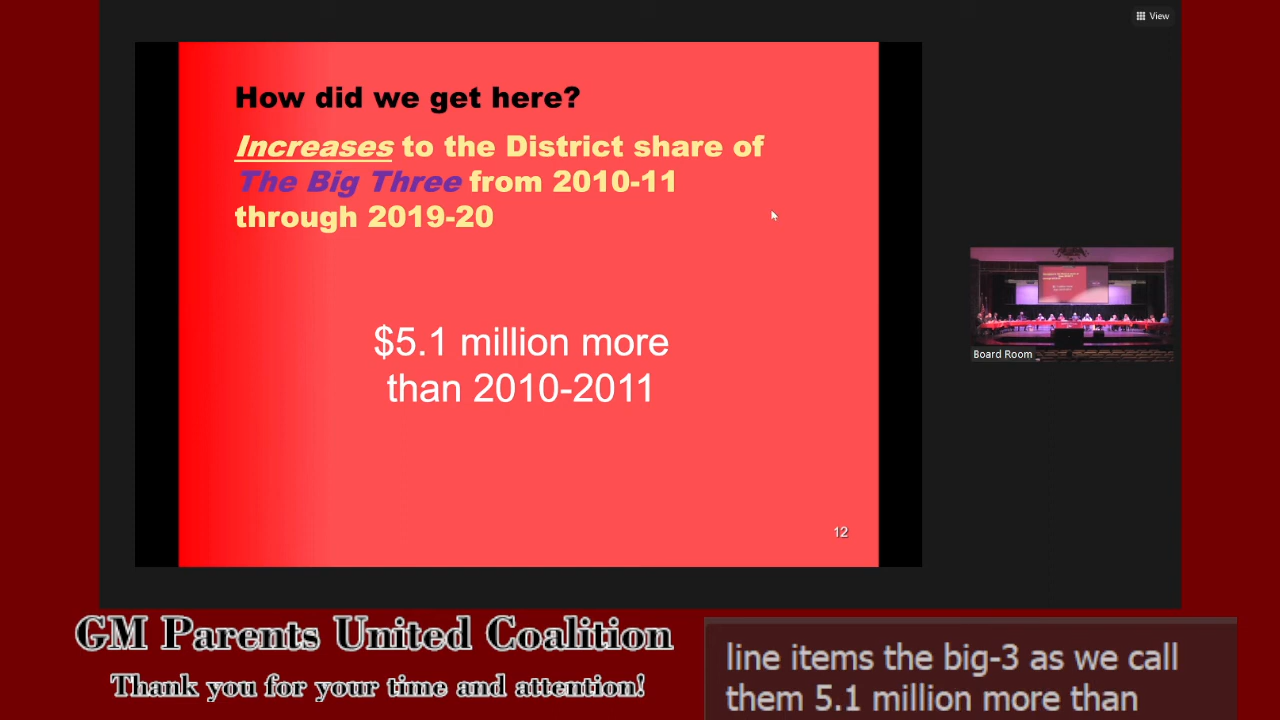 View
How did we get here?
Increases to the District share of
The Big Three from 2010-11
through 2019-20
$5.1 million more
than 2010-2011
12
Board Room
GM Parents United Coalition
Thank you for your time and attention!
line items the big-3 as we call
them 5.1 million more than